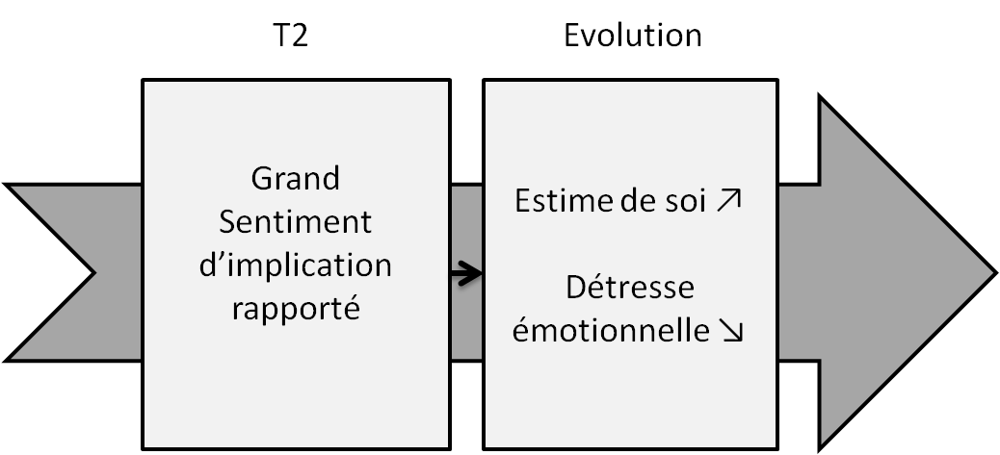 T2
Evolution
Grand
Sentiment
d’implication
rapporté
Estime de soi ↗
Détresse
émotionnelle ↘